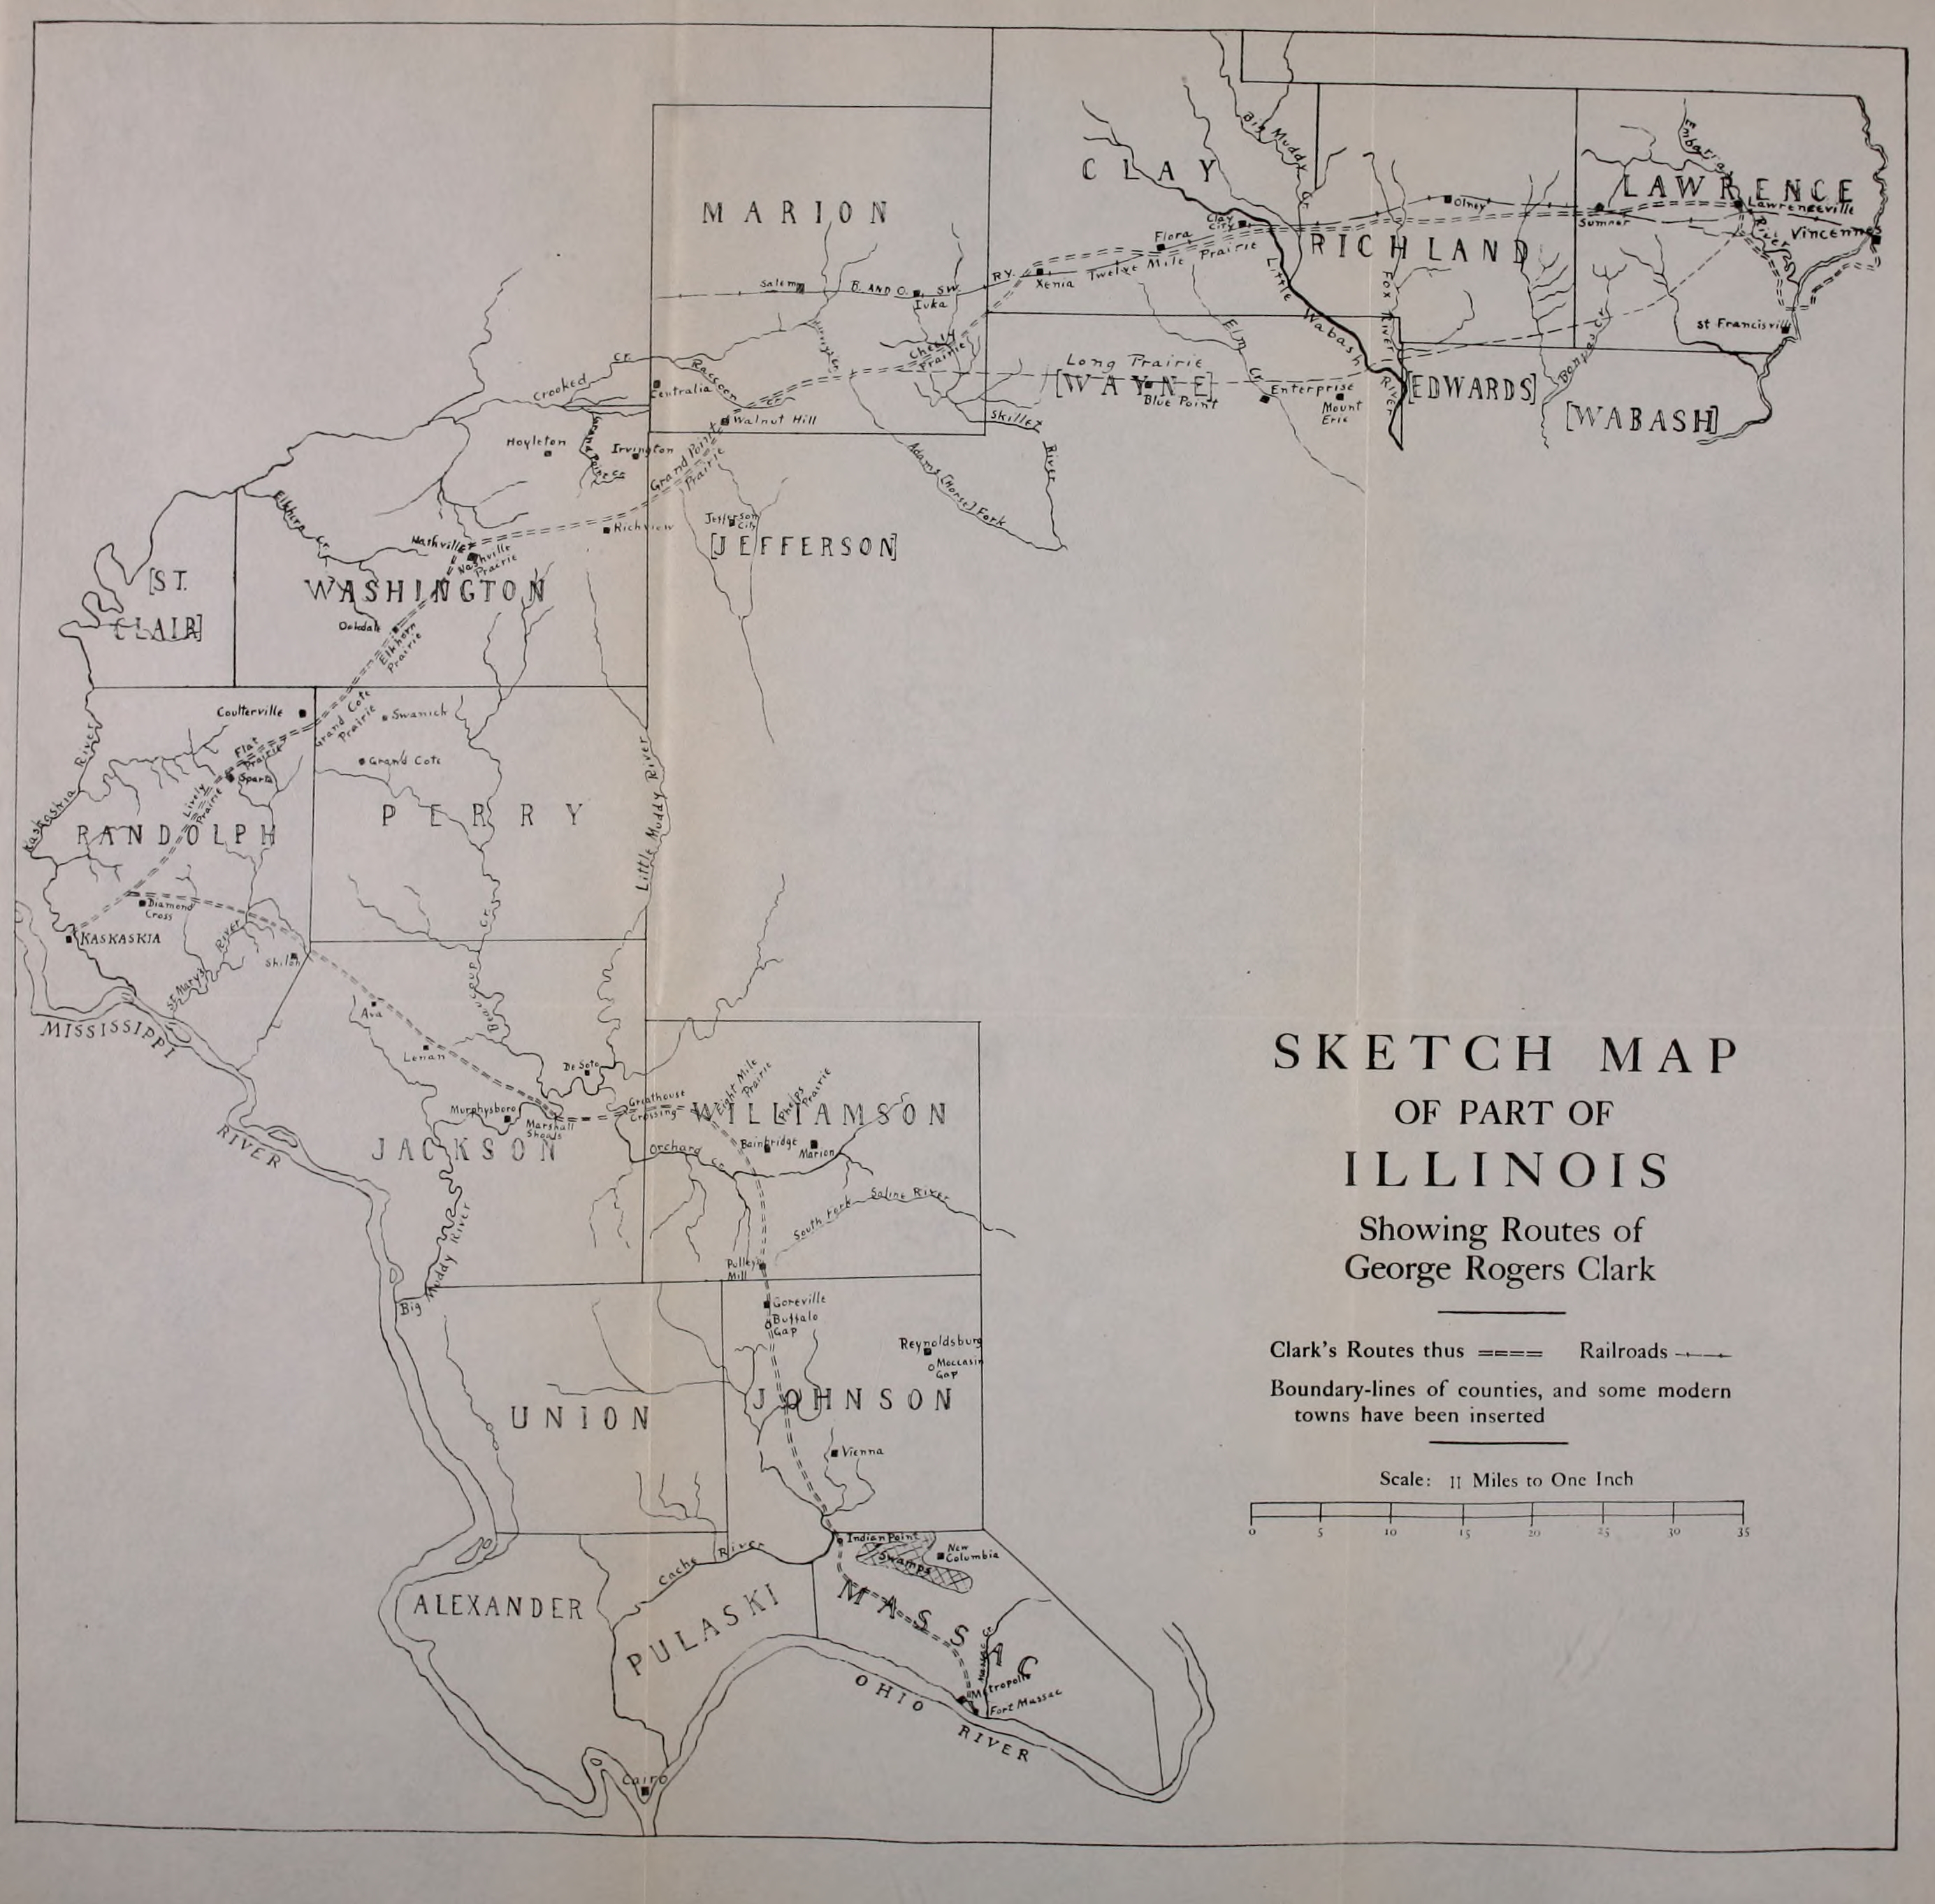 MARION
CLAY
Big Muddy Cr.
Embarras
River
LAWRENCE
Lawrenceville
Vincennes
Olney
Sumner
Clay City
Flora
RICHLAND
Twelve Mile Prairie
Xenia
RY.
B. AND O. SW.
Salem
Iuka
Little Wabash River
Fox River
Elm Cr.
Bonpas Cr.
St Francisville
Long Prairie
[WAYNE]
Blue Point
Enterprise
Mount Erie
[EDWARDS]
[WABASH]
Crooked Cr.
Raccoon Cr.
Centralia
Walnut Hill
Skillet River
Adams [Horse] Fork
Hoyleton
Irvington
Grand Point Cr.
Grand Point Prairie
Richview
Jefferson City
[JEFFERSON]
Elkhorn Cr.
Nashville
Nashville Prairie
WASHINGTON
[ST. CLAIR]
Oakdale
Elkhorn Prairie
Coulterville
Grand Cote Prairie
Swanich
Grand Cote
Flat Prairie
Sparta
Lively Prairie
Kaskaskia River
RANDOLPH
PERRY
Little Muddy River
Diamond Cross
KASKASKIA
St. Marys River
Shiloh
MISSISSIPPI
RIVER
Ava
Beaucoup Cr.
Lenan
De Soto
Murphysboro
Marshall Shoals
JACKSON
Greathouse Crossing
Eight Mile Prairie
Phelps Prairie
WILLIAMSON
Orchard Cr.
Bainbridge
Marion
South Fork Saline River
Pulley's Mill
Big Muddy River
Goreville
Buffalo Gap
Reynoldsburg
Moccasin Gap
UNION
JOHNSON
Vienna
Indian Point
Swamps
New Columbia
Cache River
ALEXANDER
PULASKI
MASSAC
Massac Cr.
Metropolis
Fort Massac
OHIO
RIVER
Cairo
SKETCH MAP
OF PART OF
ILLINOIS
Showing Routes of
George Rogers Clark
Clark's Routes thus ==== Railroads
Boundary-lines of counties, and some modern
towns have been inserted
Scale: 11 Miles to One Inch
0 5 10 15 20 25 30 35